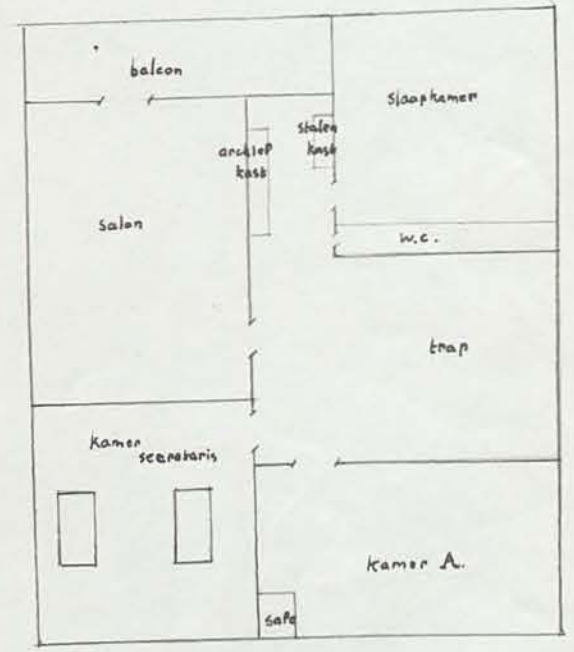 balcon
slaapkamer
stalen
kast
archief
kast
salon
w.c.
trap
kamer
secretaris
kamer A.
safe